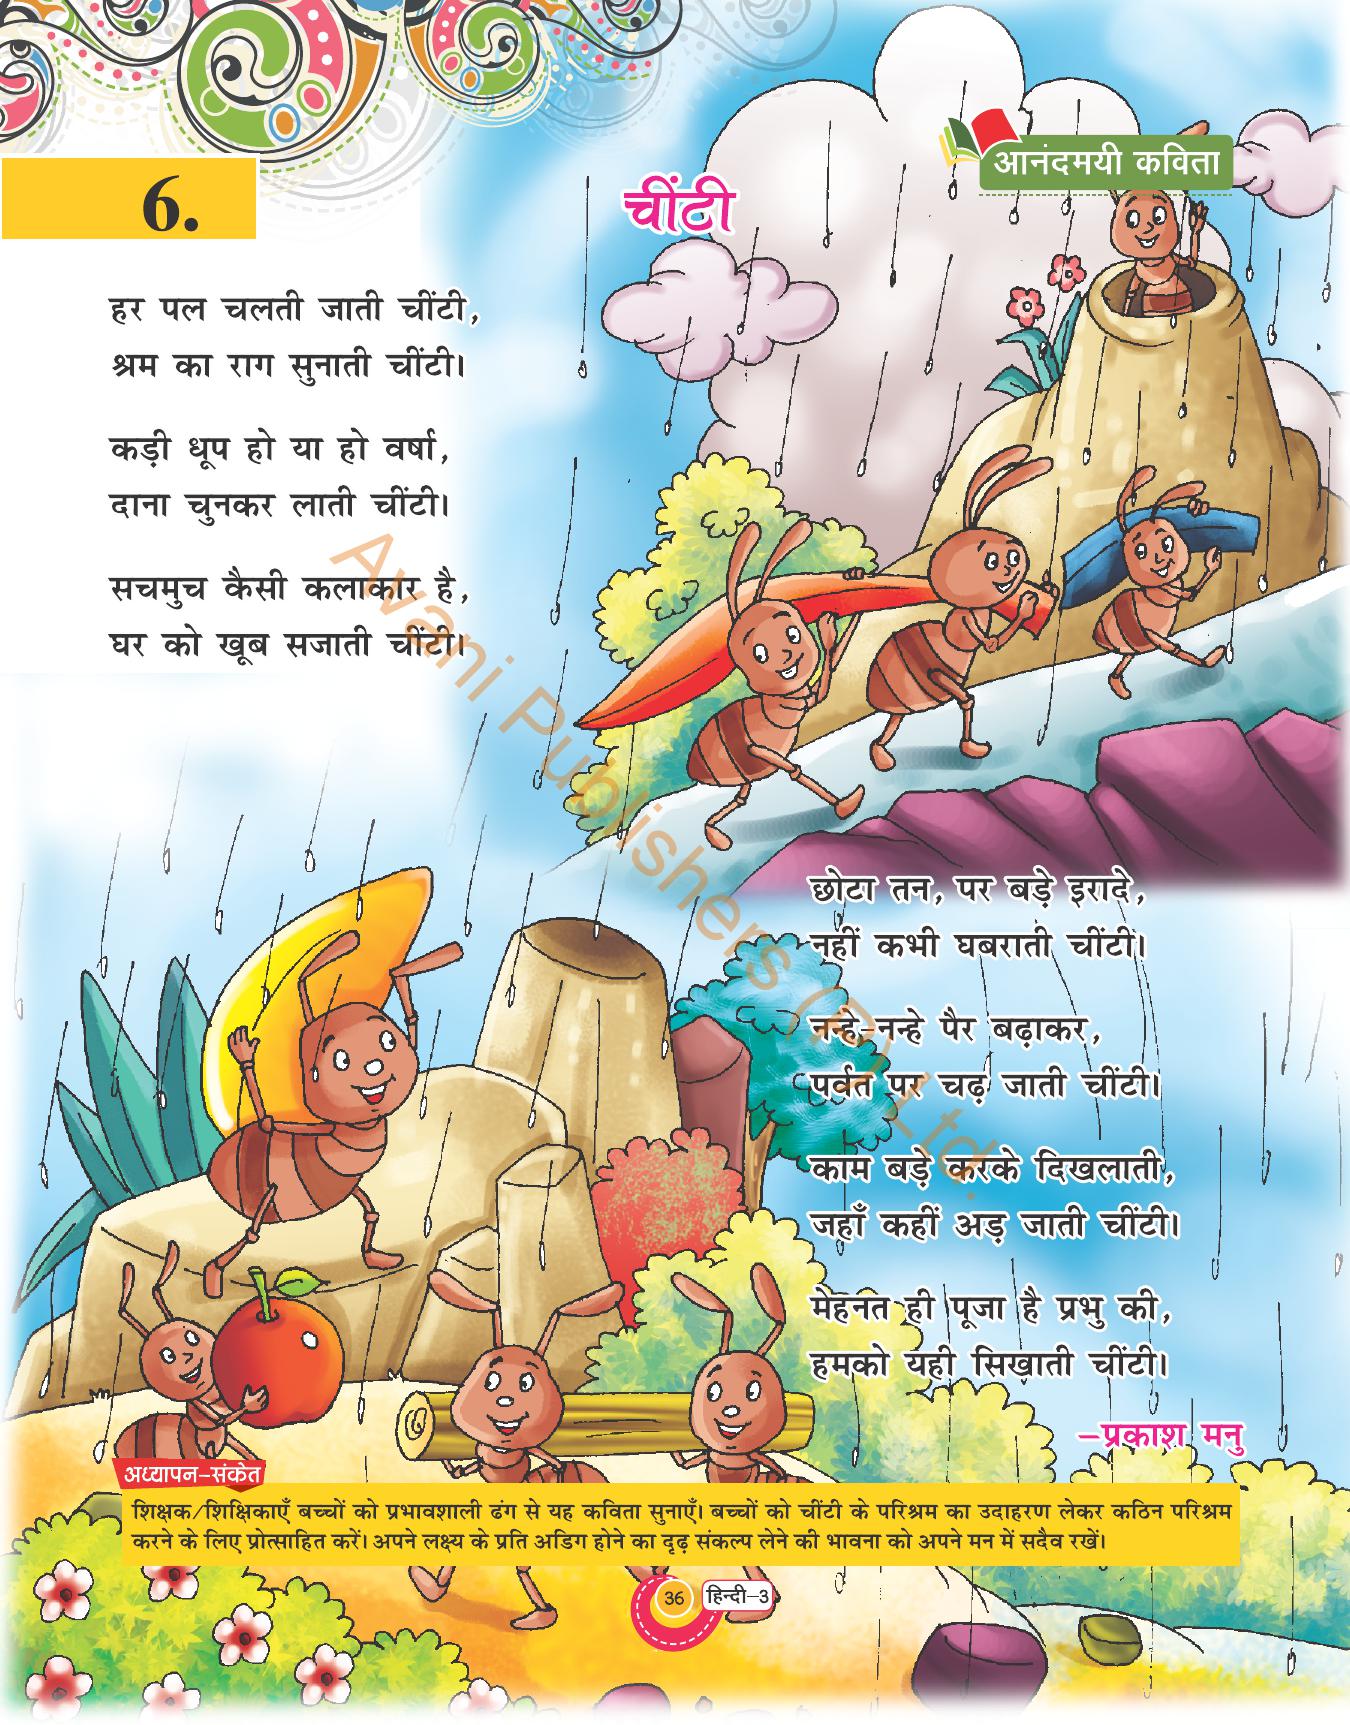 6.
आनंदमयी कविता
चींटी
हर पल चलती जाती चींटी,
श्रम का राग सुनाती चींटी।
कड़ी धूप हो या हो वर्षा,
दाना चुनकर लाती चींटी।
सचमुच कैसी कलाकार है,
घर को खूब सजाती चींटी।
छोटा तन, पर बड़े इरादे,
नहीं कभी घबराती चींटी।
नन्हे-नन्हे पैर बढ़ाकर,
पर्वत पर चढ़ जाती चींटी।
काम बड़े करके दिखलाती,
जहाँ कहीं अड़ जाती चींटी।
मेहनत ही पूजा है प्रभु की,
हमको यही सिखाती चींटी।
-प्रकाश मनु
अध्यापन-संकेत
शिक्षक/शिक्षिकाएँ बच्चों को प्रभावशाली ढंग से यह कविता सुनाएँ। बच्चों को चींटी के परिश्रम का उदाहरण लेकर कठिन परिश्रम
करने के लिए प्रोत्साहित करें। अपने लक्ष्य के प्रति अडिग होने का दृढ़ संकल्प लेने की भावना को अपने मन में सदैव रखें।
36 हिन्दी-3
Avani Publishers (P) Ltd.